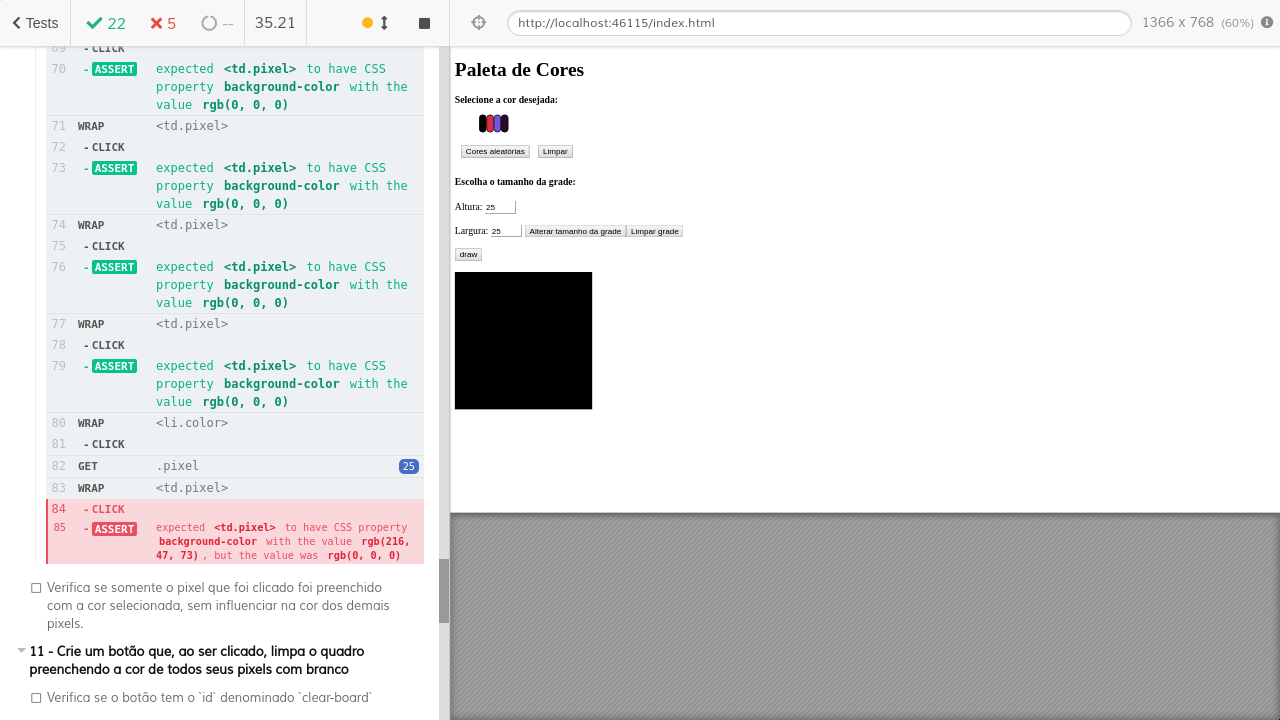 Tests 22 5 -- 35.21
http://localhost:46115/index.html 1366 x 768 (60%)
69 - CLICK
70 - ASSERT expected <td.pixel> to have CSS
property background-color with the
value rgb(0, 0, 0)
71 WRAP <td.pixel>
72 - CLICK
73 - ASSERT expected <td.pixel> to have CSS
property background-color with the
value rgb(0, 0, 0)
74 WRAP <td.pixel>
75 - CLICK
76 - ASSERT expected <td.pixel> to have CSS
property background-color with the
value rgb(0, 0, 0)
77 WRAP <td.pixel>
78 - CLICK
79 - ASSERT expected <td.pixel> to have CSS
property background-color with the
value rgb(0, 0, 0)
80 WRAP <li.color>
81 - CLICK
82 GET .pixel 25
83 WRAP <td.pixel>
84 - CLICK
85 - ASSERT expected <td.pixel> to have CSS property
background-color with the value rgb(216,
47, 73) , but the value was rgb(0, 0, 0)
Verifica se somente o pixel que foi clicado foi preenchido
com a cor selecionada, sem influenciar na cor dos demais
pixels.
11 - Crie um botão que, ao ser clicado, limpa o quadro
preenchendo a cor de todos seus pixels com branco
Verifica se o botão tem o `id` denominado `clear-board`
Paleta de Cores
Selecione a cor desejada:
Cores aleatórias Limpar
Escolha o tamanho da grade:
Altura: 25
Largura: 25 Alterar tamanho da grade Limpar grade
draw